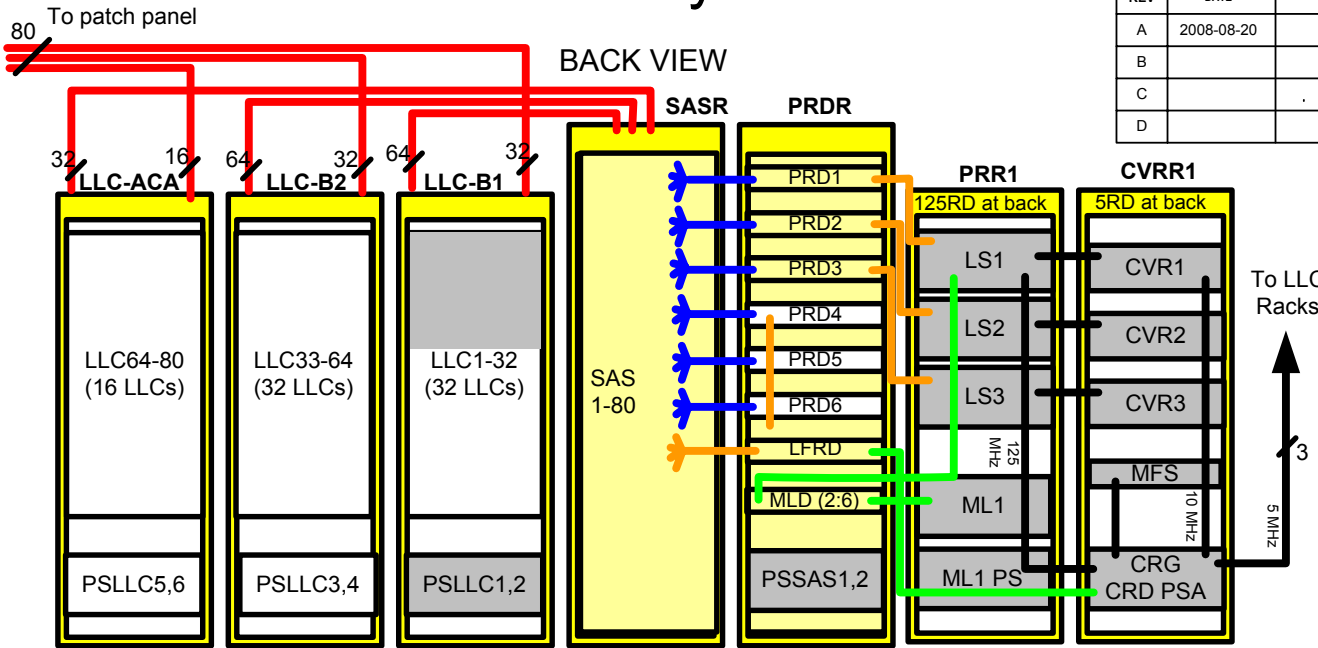 To patch panel
80
BACK VIEW
REV
A 2008-08-20
B
C .
D
SASR
PRDR
PRR1
CVRR1
32
16
64
32
64
32
LLC-ACA
LLC-B2
LLC-B1
125RD at back
5RD at back
PRD1
PRD2
PRD3
PRD4
PRD5
PRD6
LFRD
MLD (2:6)
PSSAS1,2
LS1
LS2
LS3
125
MHz
ML1
ML1 PS
CVR1
CVR2
CVR3
MFS
10 MHz
CRG
CRD PSA
To LLC
Racks
3
5 MHz
LLC64-80
(16 LLCs)
LLC33-64
(32 LLCs)
LLC1-32
(32 LLCs)
SAS
1-80
PSLLC5,6
PSLLC3,4
PSLLC1,2